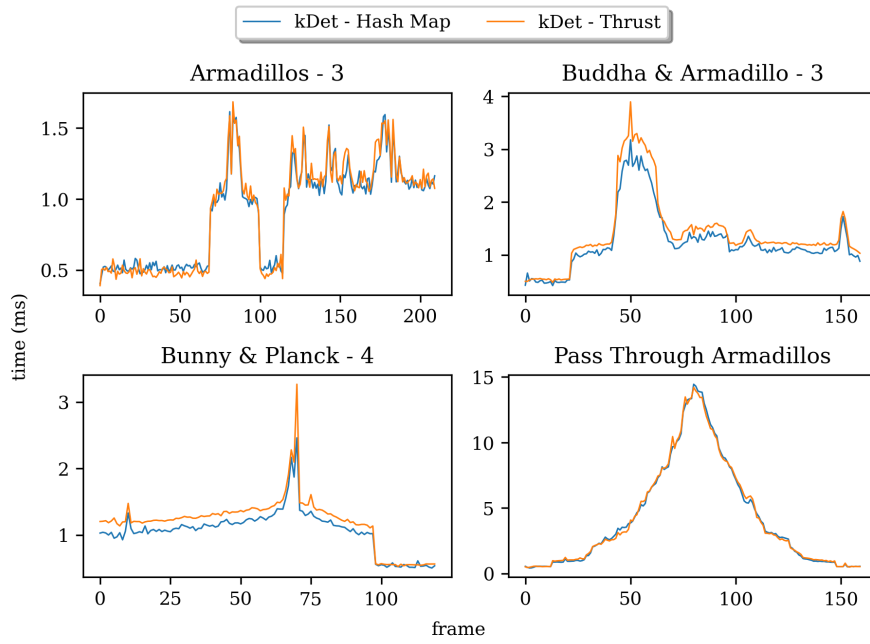 kDet - Hash Map kDet - Thrust
Armadillos - 3
Buddha & Armadillo - 3
1.5
1.0
0.5
0 50 100 150 200
4
3
2
1
0 50 100 150
time (ms)
Bunny & Planck - 4
Pass Through Armadillos
3
2
1
0 25 50 75 100
15
10
5
0
0 50 100 150
frame